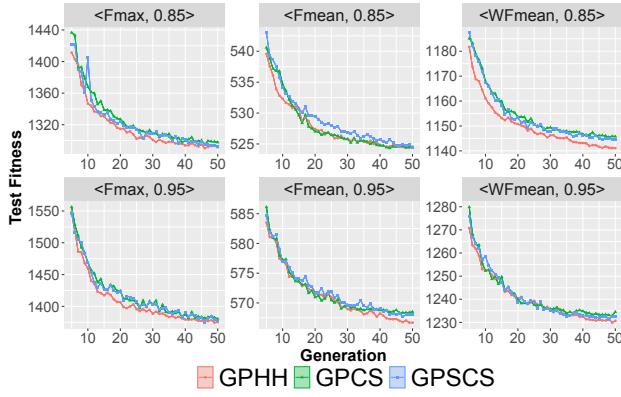 <Fmax, 0.85> <Fmean, 0.85> <WFmean, 0.85>
1440
1400
1360
1320
540
535
530
525
1180
1170
1160
1150
1140
10 20 30 40 50
10 20 30 40 50
10 20 30 40 50
<Fmax, 0.95> <Fmean, 0.95> <WFmean, 0.95>
1550
1500
1450
1400
585
580
575
570
1280
1270
1260
1250
1240
1230
10 20 30 40 50
10 20 30 40 50
10 20 30 40 50
Test Fitness
Generation
GPHH GPCS GPSCS